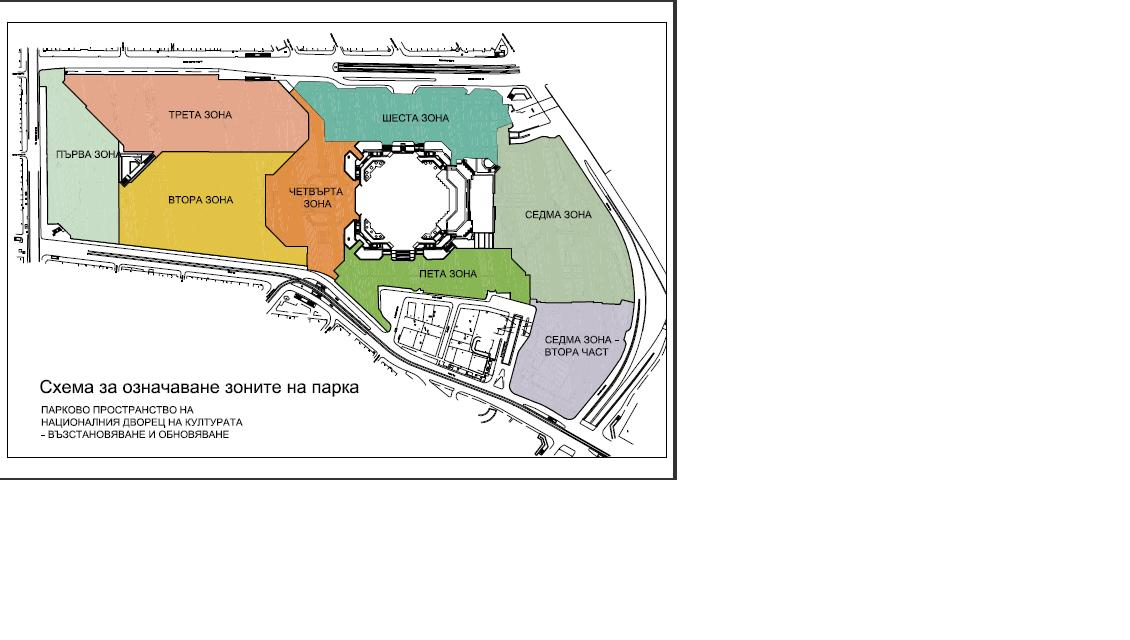 ТРЕТА ЗОНА
ШЕСТА ЗОНА
ПЪРВА ЗОНА
ВТОРА ЗОНА
ЧЕТВЪРТА
ЗОНА
СЕДМА ЗОНА
ПЕТА ЗОНА
СЕДМА ЗОНА –
ВТОРА ЧАСТ
Схема за означаване зоните на парка
ПАРКОВО ПРОСТРАНСТВО НА
НАЦИОНАЛНИЯ ДВОРЕЦ НА КУЛТУРАТА
– ВЪЗСТАНОВЯВАНЕ И ОБНОВЯВАНЕ